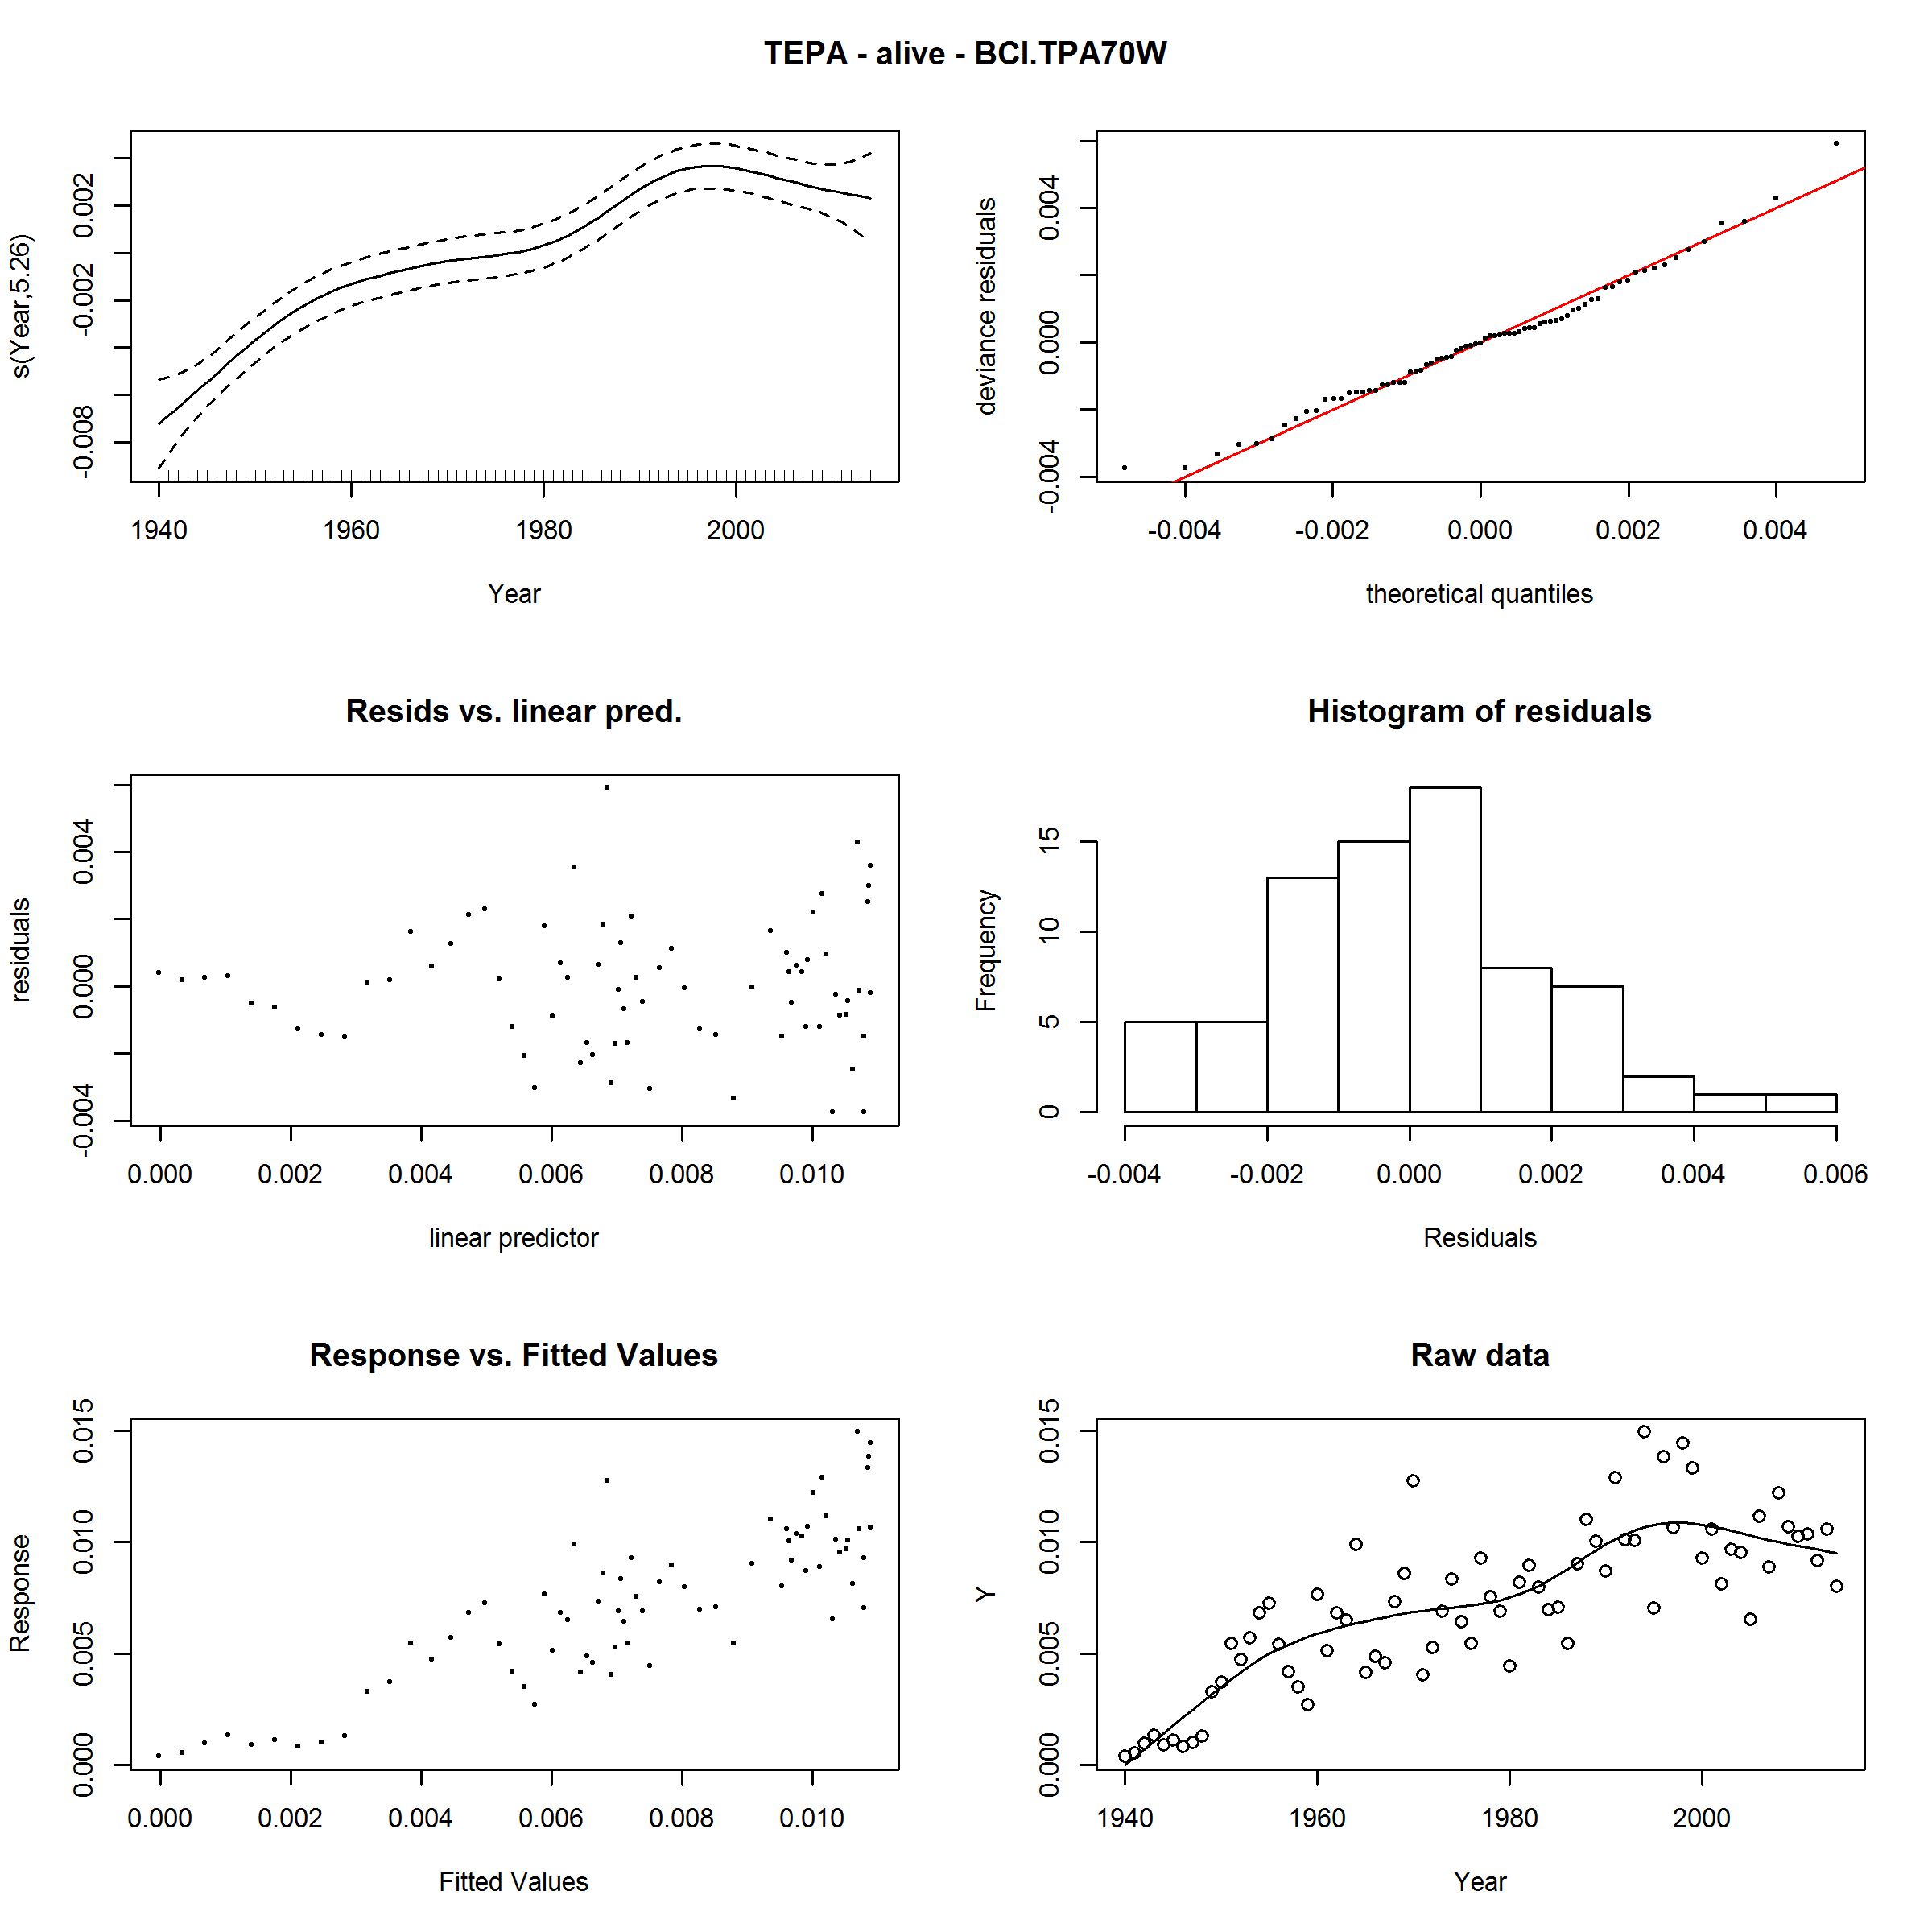 TEPA - alive - BCI.TPA70W
s(Year,5.26)
-0.008 -0.002 0.002
1940 1960 1980 2000
Year
deviance residuals
-0.004 0.000 0.004
-0.004 -0.002 0.000 0.002 0.004
theoretical quantiles
Resids vs. linear pred.
residuals
-0.004 0.000 0.004
0.000 0.002 0.004 0.006 0.008 0.010
linear predictor
Histogram of residuals
Frequency
0 5 10 15
-0.004 -0.002 0.000 0.002 0.004 0.006
Residuals
Response vs. Fitted Values
Response
0.000 0.005 0.010 0.015
0.000 0.002 0.004 0.006 0.008 0.010
Fitted Values
Raw data
Y
0.000 0.005 0.010 0.015
1940 1960 1980 2000
Year